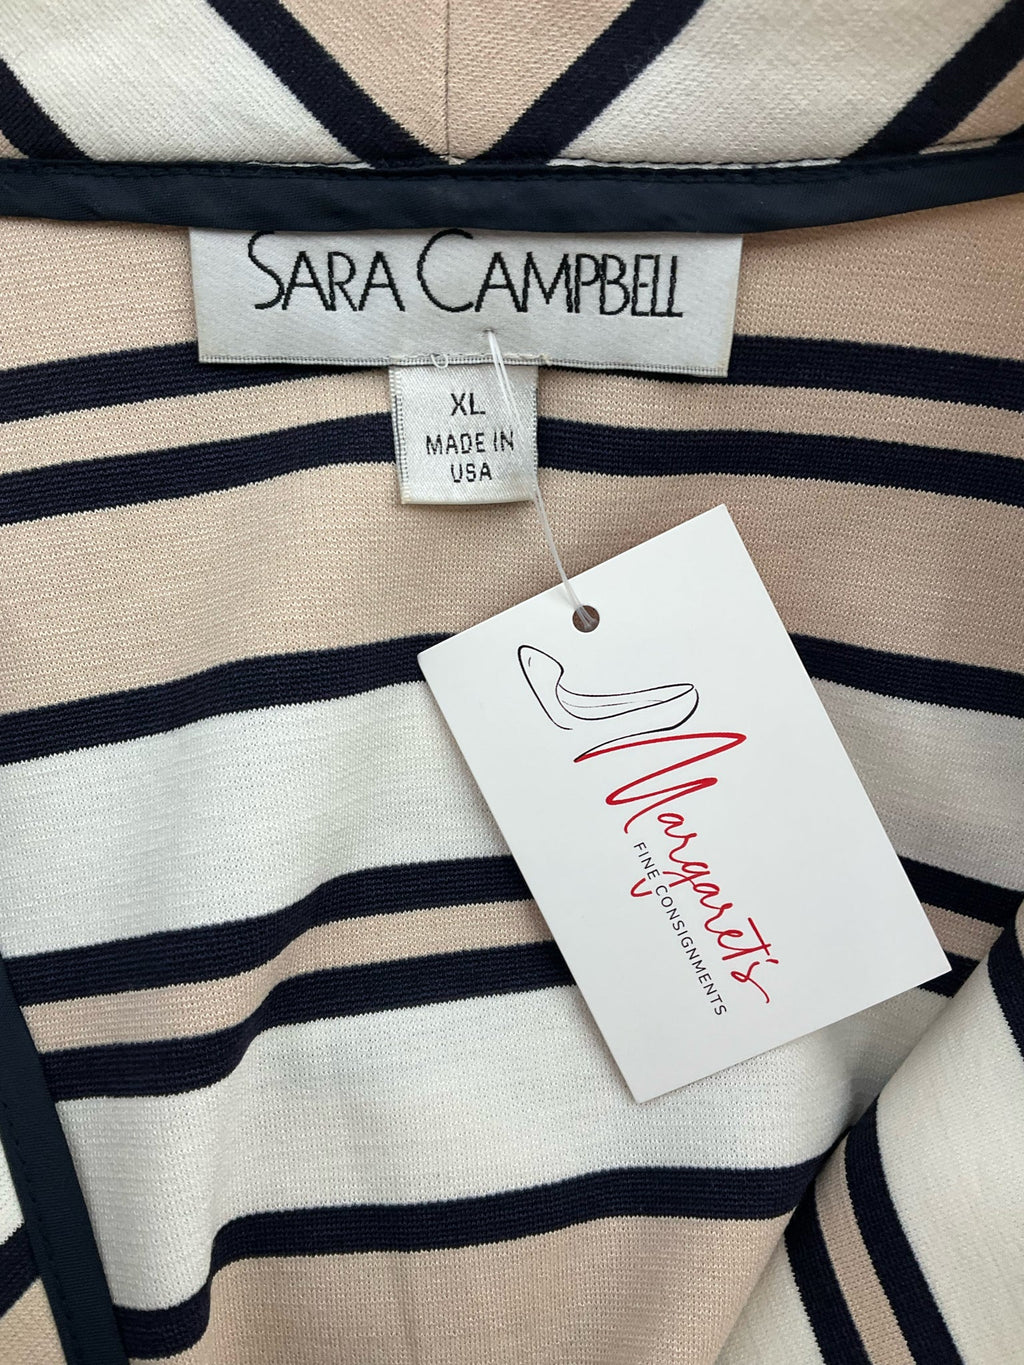 SARA CAMPBELL
XL
MADE IN
USA
Margaret's
FINE CONSIGNMENTS